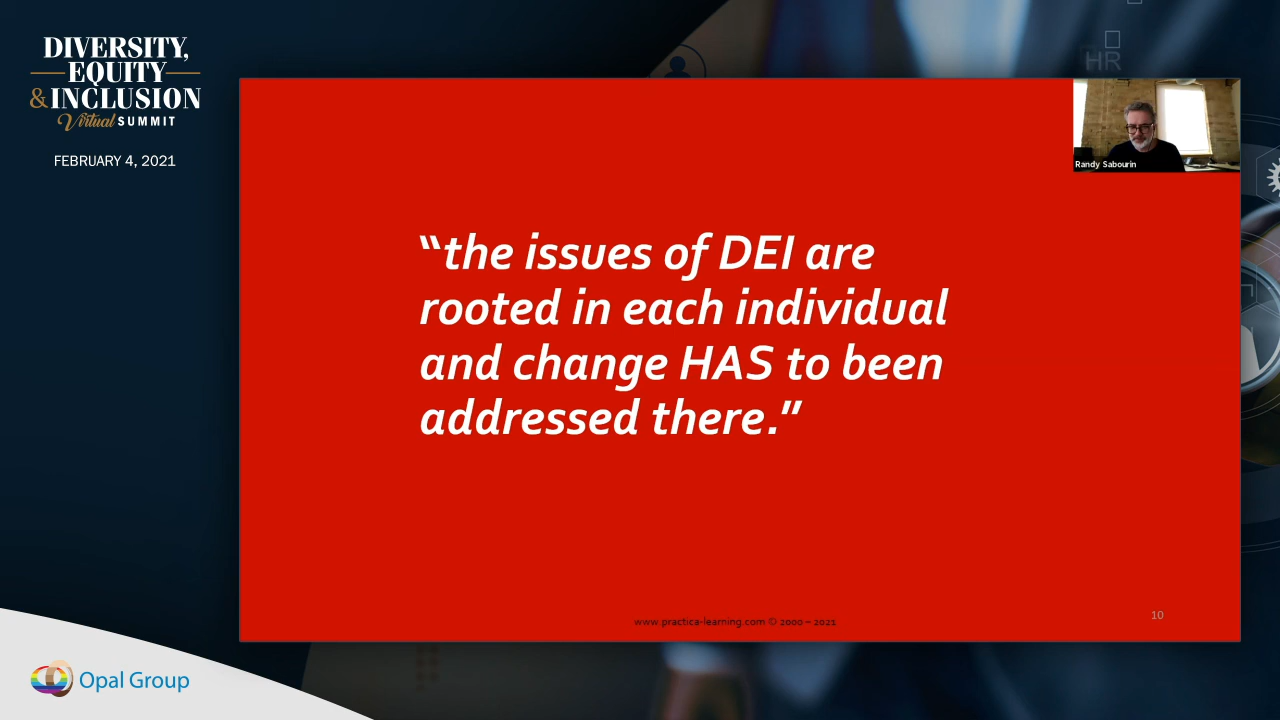 DIVERSITY,
EQUITY
& INCLUSION
Virtual SUMMIT
FEBRUARY 4, 2021
HR
Randy Sabourin
“the issues of DEI are
rooted in each individual
and change HAS to been
addressed there.”
www.practica-learning.com © 2000 – 2021
10
Opal Group